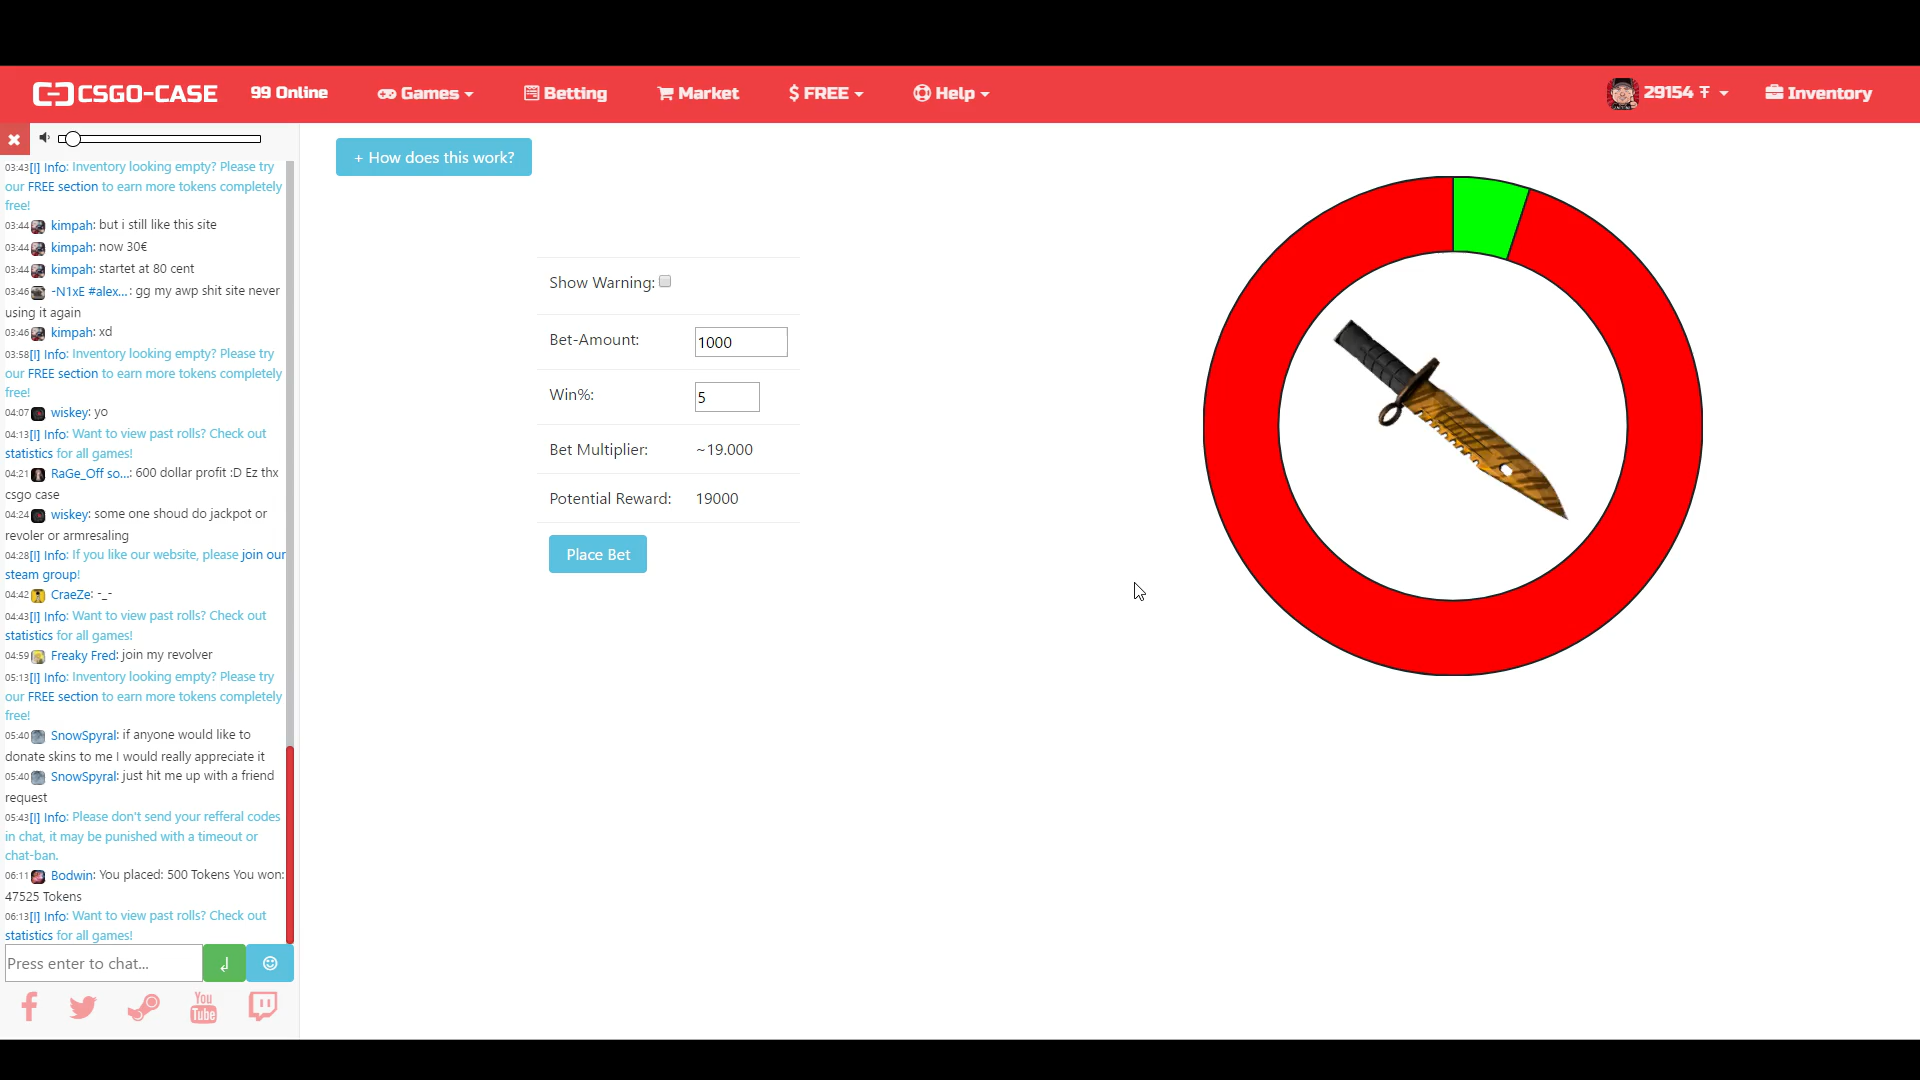 CSGO-CASE 99 Online Games Betting Market $ FREE Help 29154 Inventory
+ How does this work?
03:43[I] Info: Inventory looking empty? Please try
our FREE section to earn more tokens completely
free!
03:44 kimpah: but i still like this site
03:44 kimpah: now 30€
03:44 kimpah: startet at 80 cent
03:46 -N1xE #alex...: gg my awp shit site never
using it again
03:46 kimpah: xd
03:58[I] Info: Inventory looking empty? Please try
our FREE section to earn more tokens completely
free!
04:07 wiskey: yo
04:13[I] Info: Want to view past rolls? Check out
statistics for all games!
04:21 RaGe_Off so...: 600 dollar profit :D Ez thx
csgo case
04:24 wiskey: some one shoud do jackpot or
revoler or armresaling
04:28[I] Info: If you like our website, please join our
steam group!
04:42 CraeZe: -_-
04:43[I] Info: Want to view past rolls? Check out
statistics for all games!
04:59 Freaky Fred: join my revolver
05:13[I] Info: Inventory looking empty? Please try
our FREE section to earn more tokens completely
free!
05:40 SnowSpyral: if anyone would like to
donate skins to me I would really appreciate it
05:40 SnowSpyral: just hit me up with a friend
request
05:43[I] Info: Please don't send your refferal codes
in chat, it may be punished with a timeout or
chat-ban.
06:11 Bodwin: You placed: 500 Tokens You won:
47525 Tokens
06:13[I] Info: Want to view past rolls? Check out
statistics for all games!
Press enter to chat...
You
Tube
Show Warning:
Bet-Amount: 1000
Win%: 5
Bet Multiplier: ~19.000
Potential Reward: 19000
Place Bet